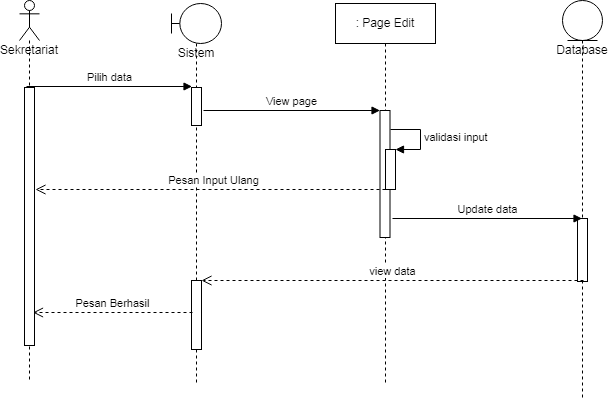 : Page Edit
Sekretariat
Sistem
Database
Pilih data
View page
validasi input
Pesan Input Ulang
Update data
view data
Pesan Berhasil